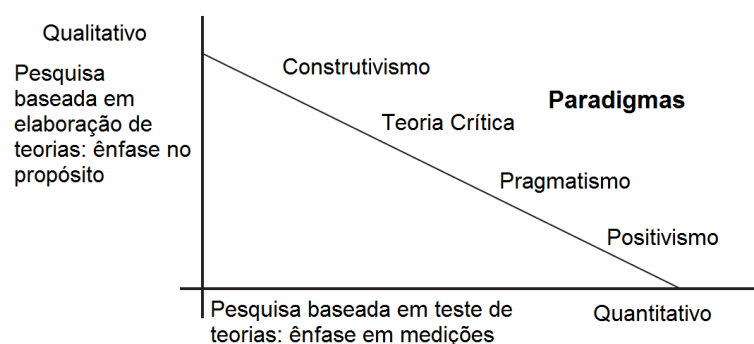 Qualitativo
Pesquisa
baseada em
elaboração de
teorias: ênfase no
propósito
Construtivismo
Paradigmas
Teoria Crítica
Pragmatismo
Positivismo
Pesquisa baseada em teste de
teorias: ênfase em medições
Quantitativo